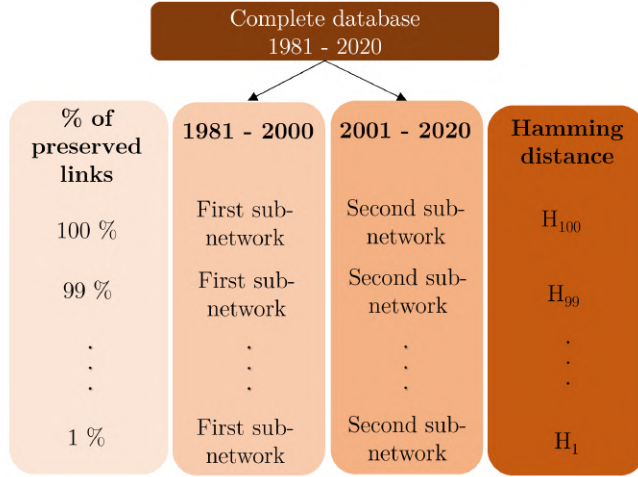 Complete database
1981 - 2020
% of
preserved
links
1981 - 2000
2001 - 2020
Hamming
distance
100 %
First sub-
network
Second sub-
network
H₁₀₀
99 %
First sub-
network
Second sub-
network
H₉₉
. . . .
. . . .
. . . .
1 %
First sub-
network
Second sub-
network
H₁